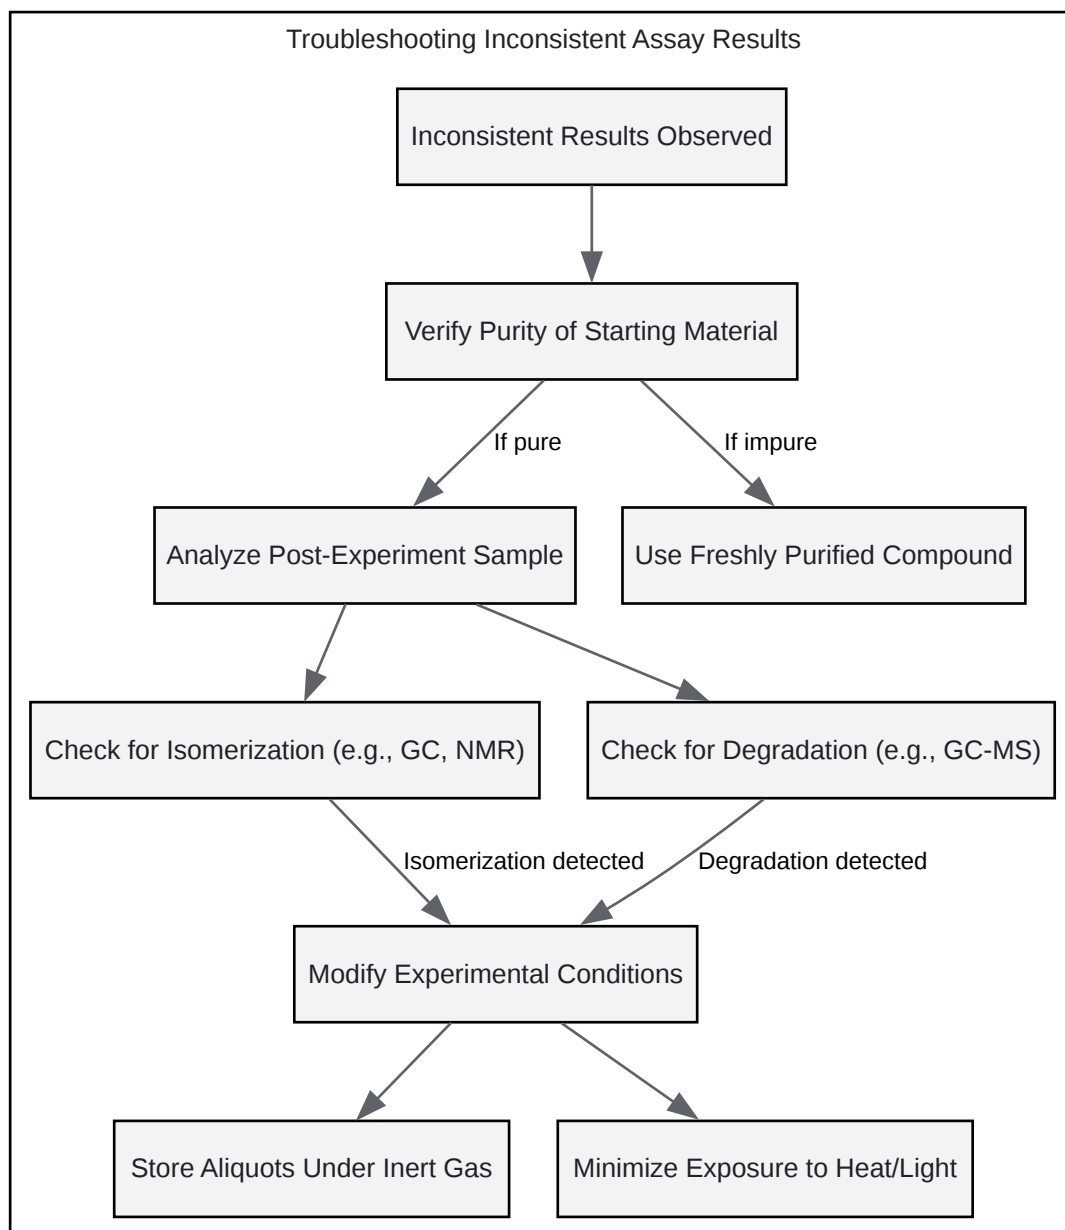 Troubleshooting Inconsistent Assay Results
Inconsistent Results Observed
Verify Purity of Starting Material
If pure
If impure
Analyze Post-Experiment Sample
Use Freshly Purified Compound
Check for Isomerization (e.g., GC, NMR)
Check for Degradation (e.g., GC-MS)
Isomerization detected
Degradation detected
Modify Experimental Conditions
Store Aliquots Under Inert Gas
Minimize Exposure to Heat/Light